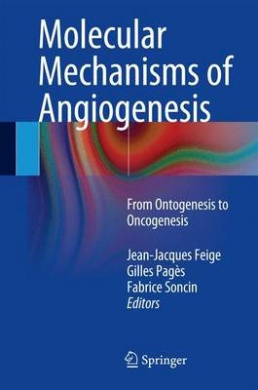 Molecular
Mechanisms of
Angiogenesis
From Ontogenesis to
Oncogenesis
Jean-Jacques Feige
Gilles Pagès
Fabrice Soncin
Editors
Springer